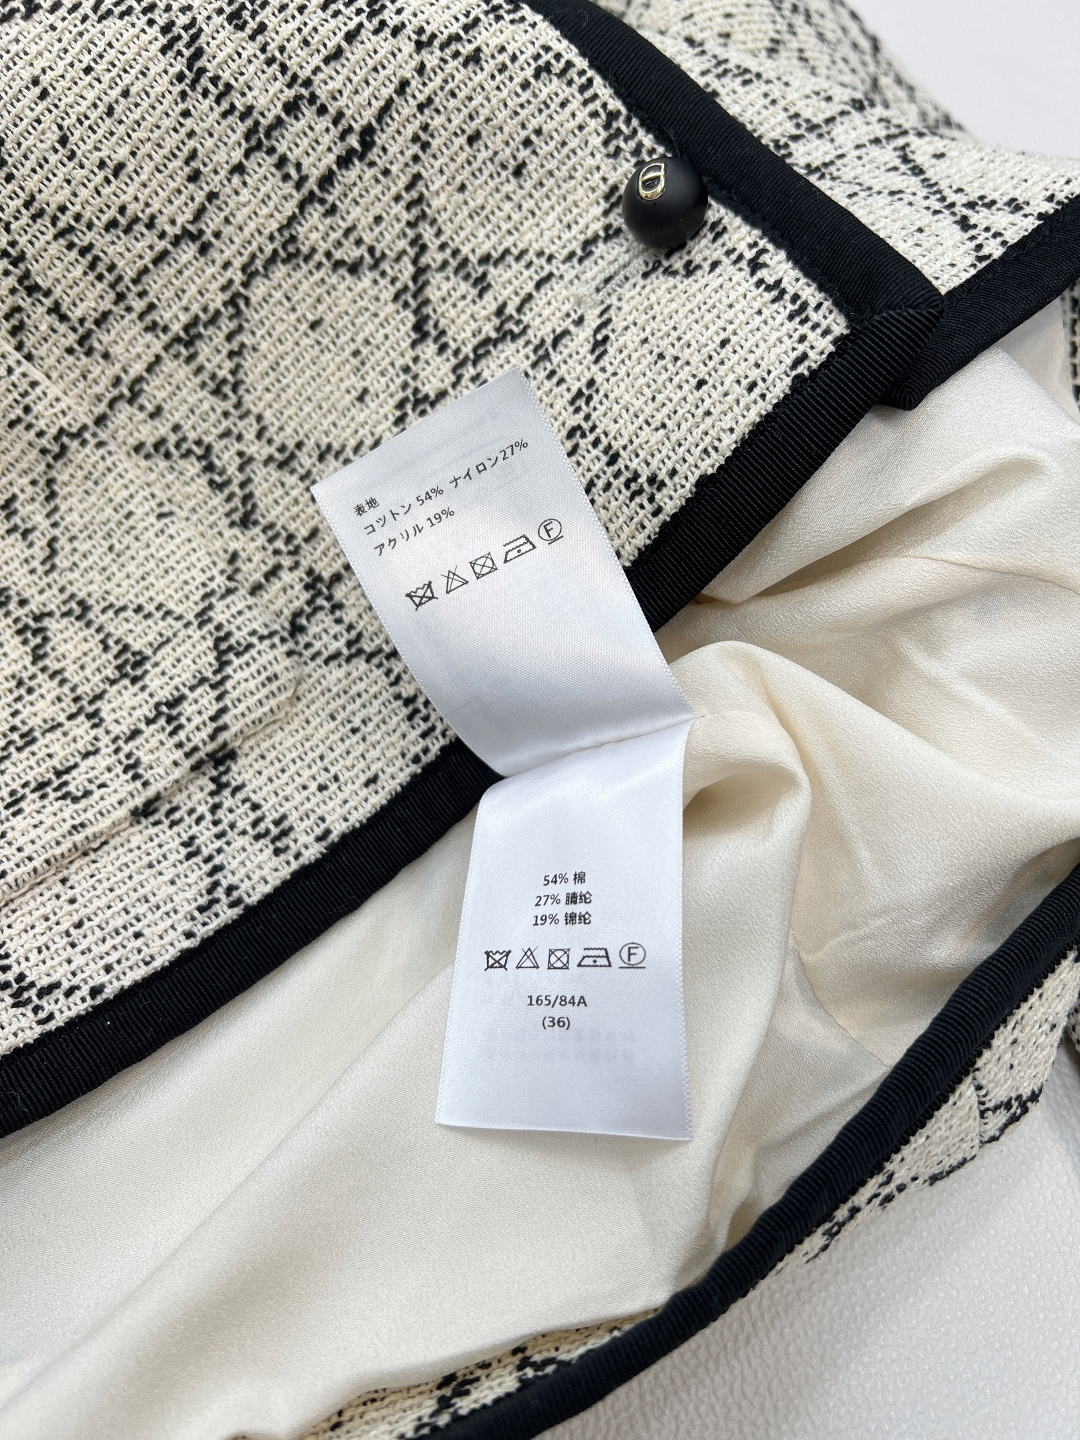 表地
コットン 54% ナイロン27%
アクリル 19%
F
54% 棉
27% 腈纶
19% 锦纶
F
165/84A
(36)